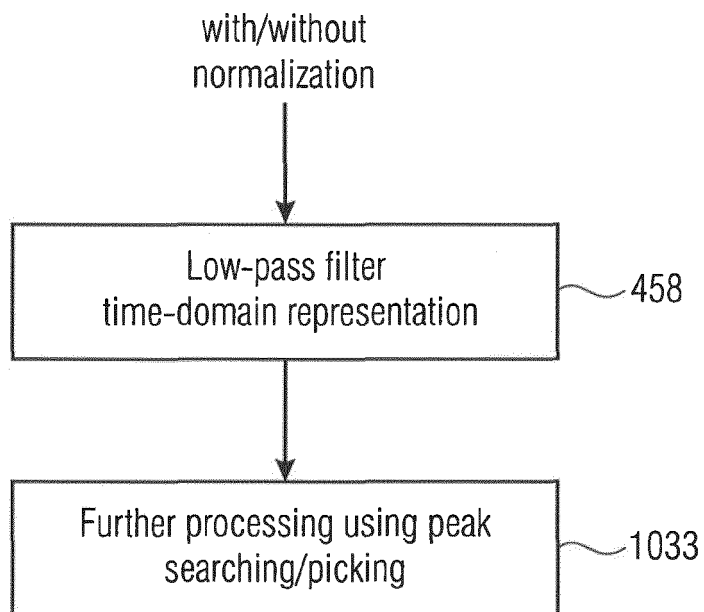 with/without
normalization
Low-pass filter
time-domain representation
458
Further processing using peak
searching/picking
1033